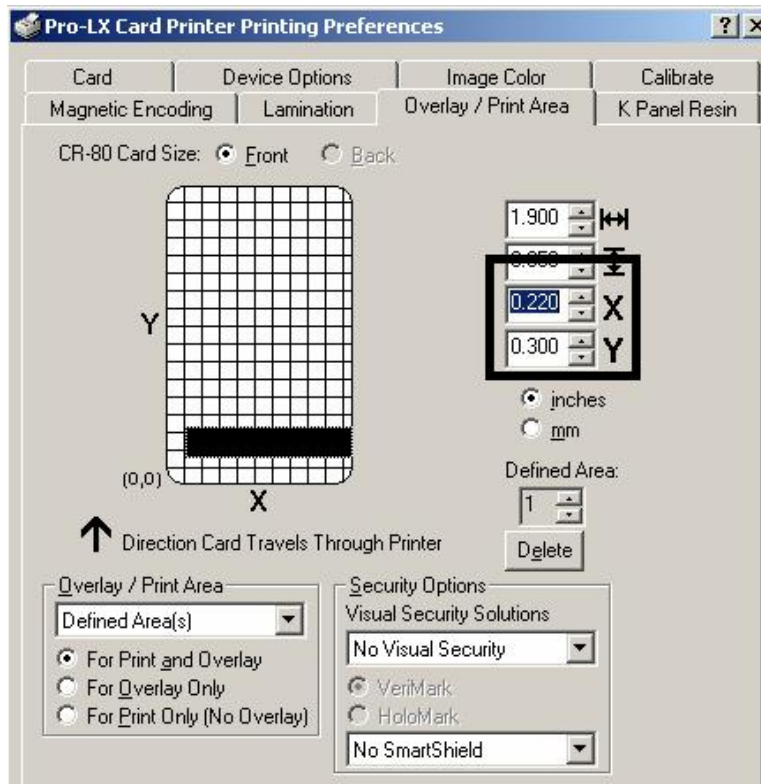 Pro-LX Card Printer Printing Preferences
Card Device Options Image Color Calibrate
Magnetic Encoding Lamination Overlay / Print Area K Panel Resin
CR-80 Card Size: Front Back
1.900
0.850
0.220 X
Y
0.300 Y
inches
mm
(0,0)
X
Defined Area:
1
Direction Card Travels Through Printer
Delete
Overlay / Print Area
Defined Area(s)
For Print and Overlay
For Overlay Only
For Print Only (No Overlay)
Security Options
Visual Security Solutions
No Visual Security
VeriMark
HoloMark
No SmartShield